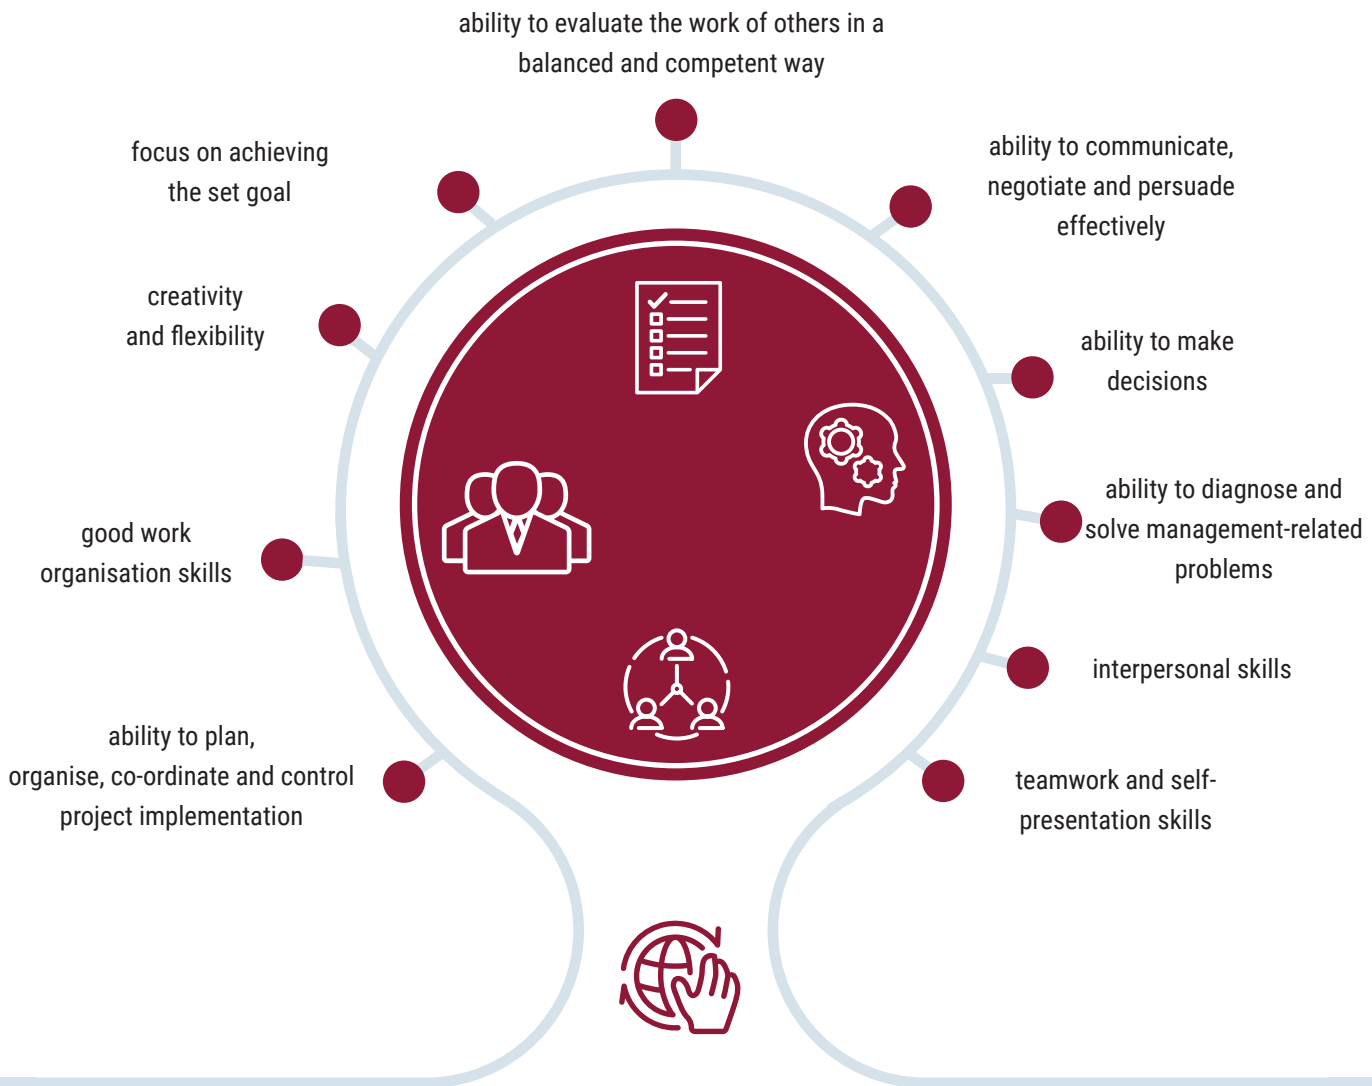 ability to evaluate the work of others in a
balanced and competent way
focus on achieving
the set goal
ability to communicate,
negotiate and persuade
effectively
creativity
and flexibility
ability to make
decisions
good work
organisation skills
ability to diagnose and
solve management-related
problems
interpersonal skills
ability to plan,
organise, co-ordinate and control
project implementation
teamwork and self-
presentation skills